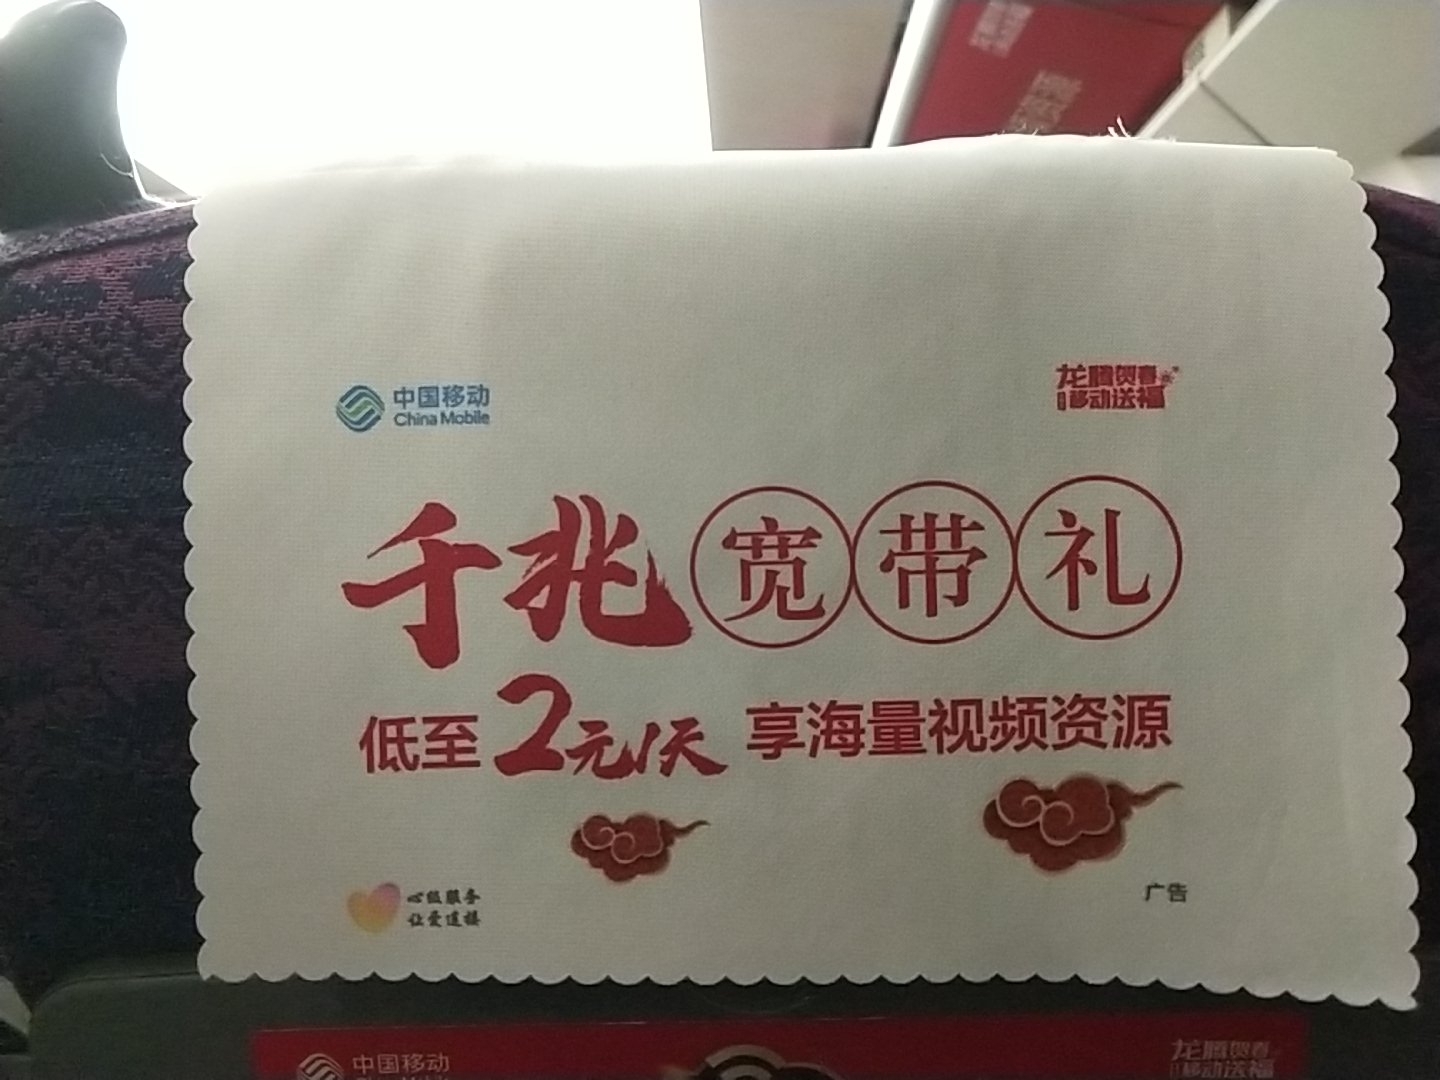 中国移动
China Mobile
龙腾贺春
移动送福
千兆宽带礼
低至2元/天 享海量视频资源
心级服务
让爱连接
广告
中国移动
China Mobile
龙腾贺春
移动送福